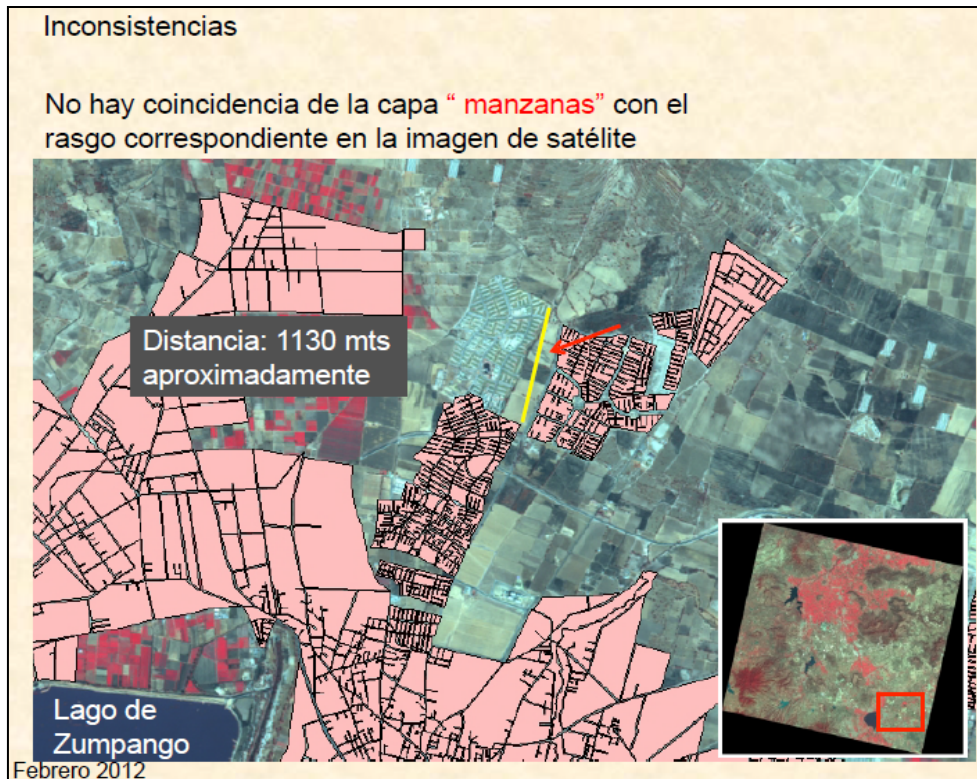 Inconsistencias
No hay coincidencia de la capa “ manzanas” con el
rasgo correspondiente en la imagen de satélite
Distancia: 1130 mts
aproximadamente
Lago de
Zumpango
Febrero 2012